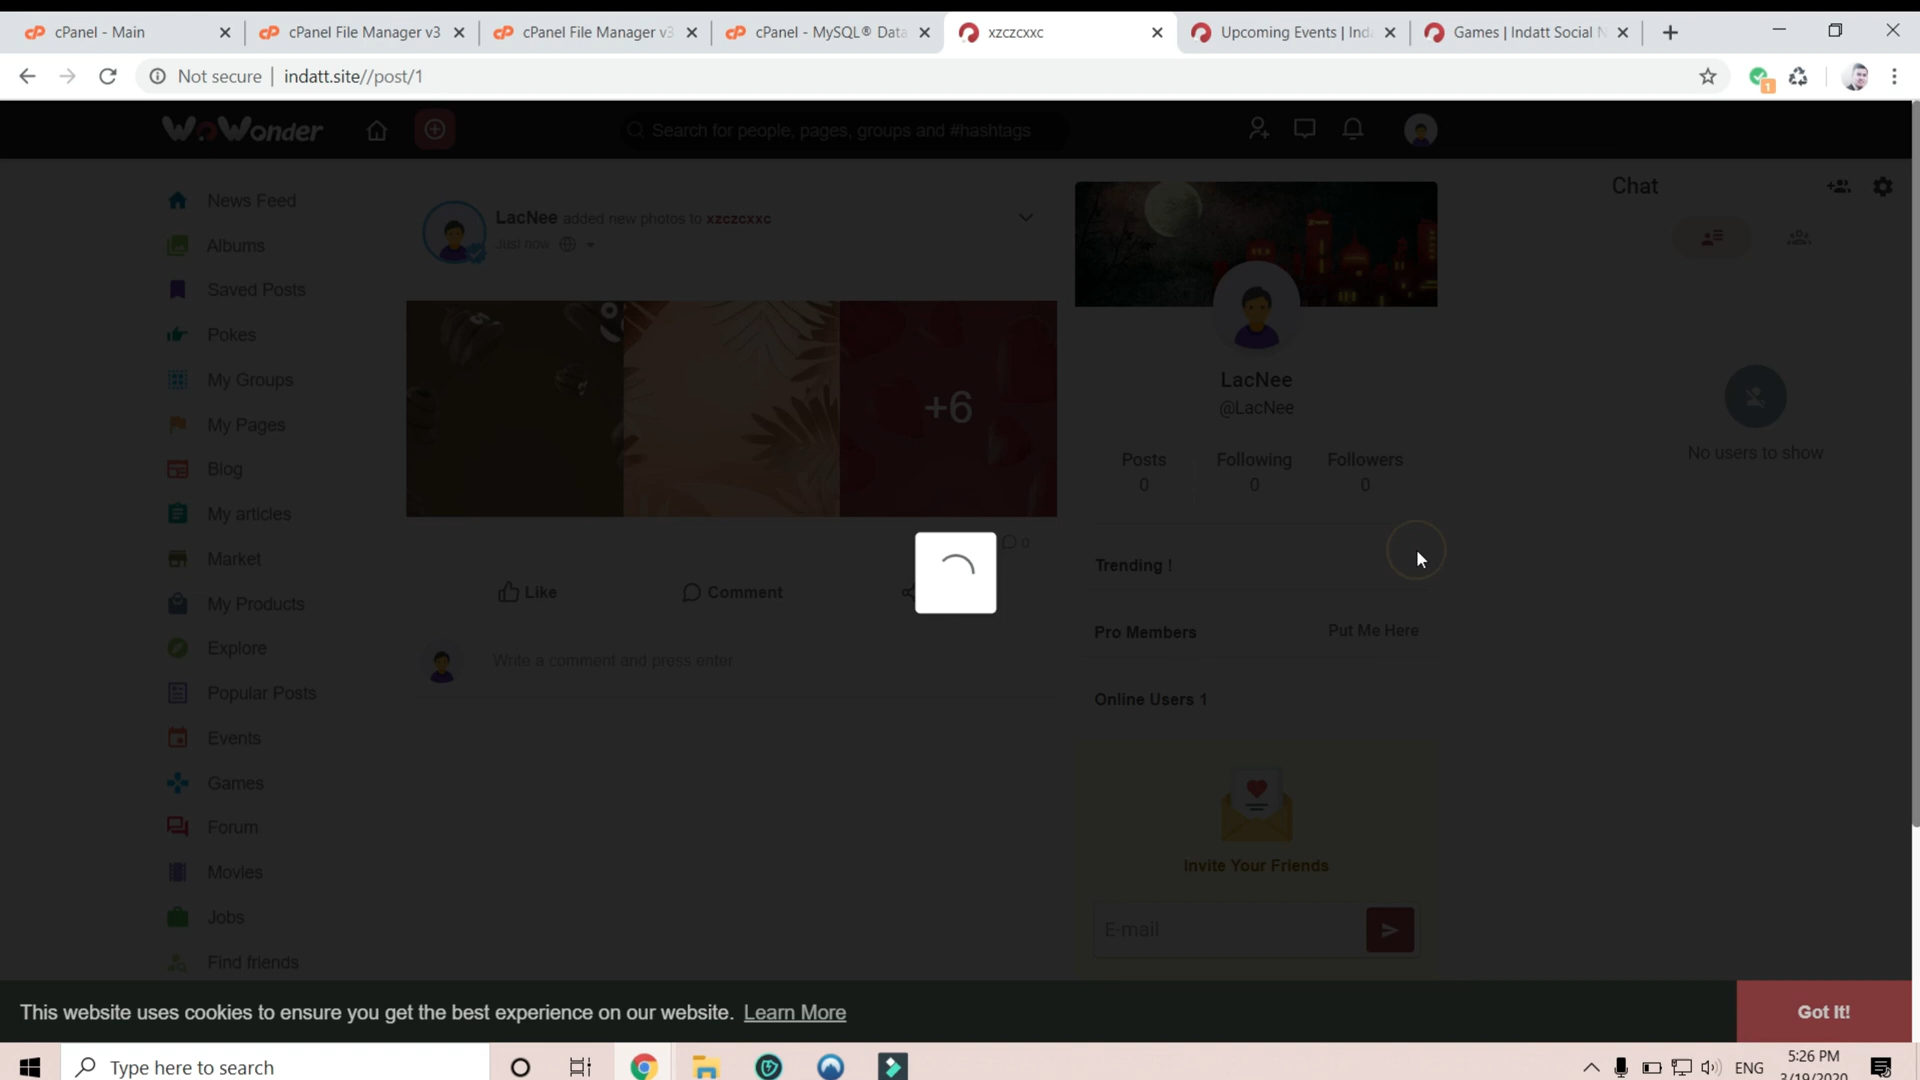 cPanel - Main
cPanel File Manager v3
cPanel File Manager v3
cPanel - MySQL® Data
xzczcxxc
Upcoming Events | Ind
Games | Indatt Social N
Not secure | indatt.site//post/1
1
WoWonder
Search for people, pages, groups and #hashtags
News Feed
Albums
Saved Posts
Pokes
My Groups
My Pages
Blog
My articles
Market
My Products
Explore
Popular Posts
Events
Games
Forum
Movies
Jobs
Find friends
LacNee added new photos to xzczcxxc
Just now
+6
0
Like
Comment
Write a comment and press enter
LacNee
@LacNee
Posts
Following
Followers
0
0
0
Trending !
Pro Members
Put Me Here
Online Users 1
Invite Your Friends
E-mail
Chat
No users to show
This website uses cookies to ensure you get the best experience on our website. Learn More
Got It!
Type here to search
ENG
5:26 PM
3/19/2020